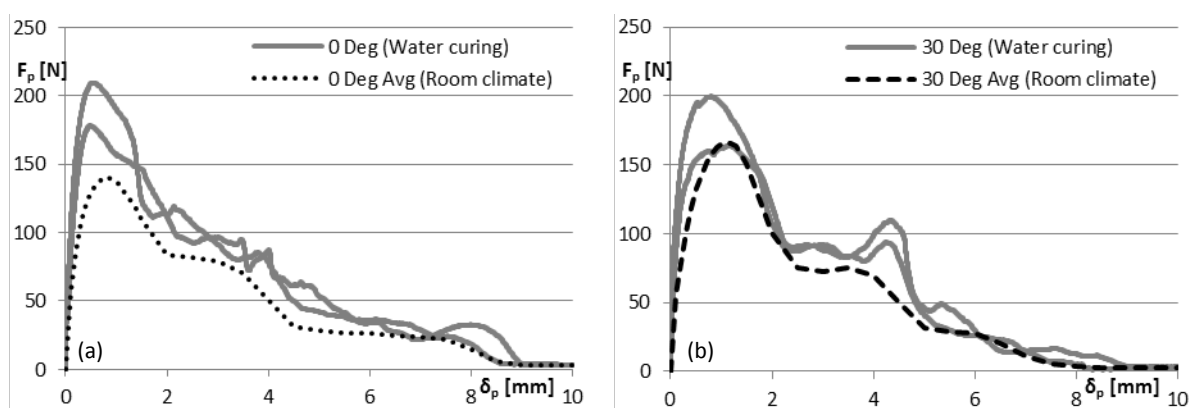 250
0 Deg (Water curing)
F_p [N]
0 Deg Avg (Room climate)
200
150
100
50
(a)
0
0 2 4 6 8 10
δ_p [mm]
250
30 Deg (Water curing)
F_p [N]
30 Deg Avg (Room climate)
200
150
100
50
(b)
0
0 2 4 6 8 10
δ_p [mm]